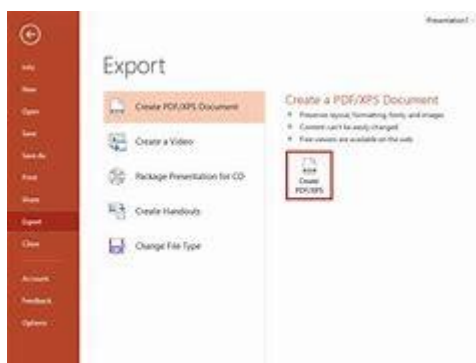 Presentation1 -
Info
New
Open
Save
Save As
Print
Share
Export
Close
Account
Feedback
Options
Export
Create PDF/XPS Document
Create a Video
Package Presentation for CD
Create Handouts
Change File Type
Create a PDF/XPS Document
Preserves layout, formatting, fonts, and images
Content can't be easily changed
Free viewers are available on the web
Create
PDF/XPS